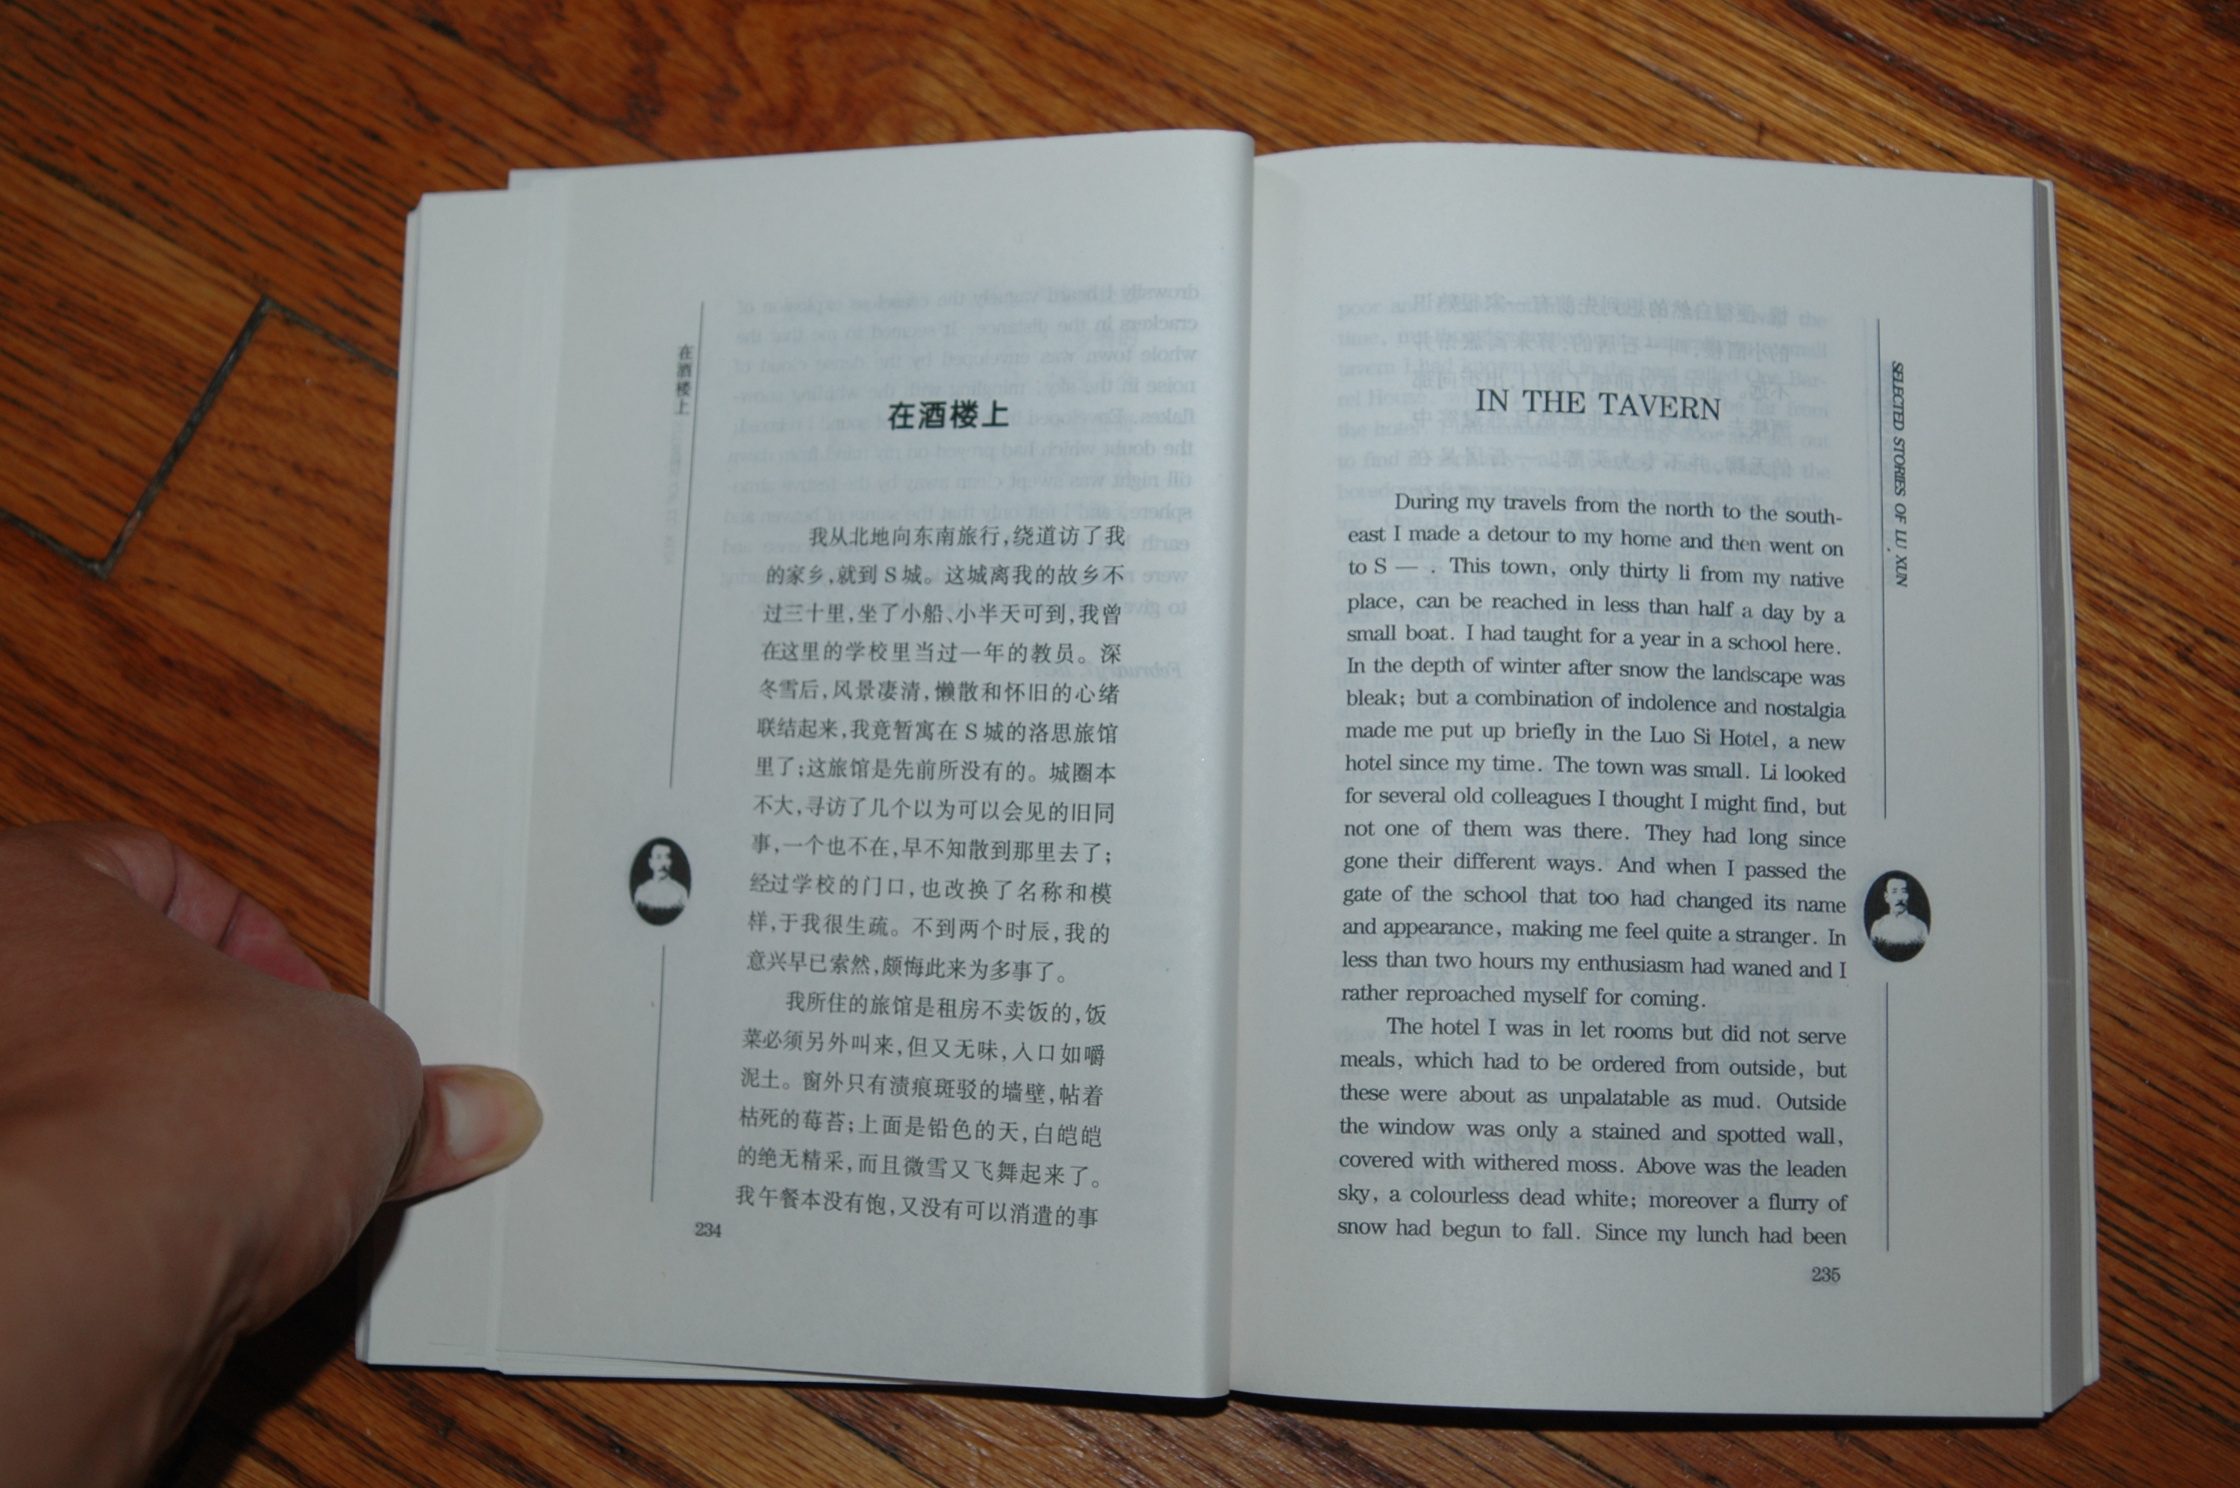 在酒楼上
在酒楼上
我从北地向东南旅行,绕道访了我
的家乡,就到 S 城。这城离我的故乡不
过三十里,坐了小船、小半天可到,我曾
在这里的学校里当过一年的教员。深
冬雪后,风景凄清,懒散和怀旧的心绪
联结起来,我竟暂寓在 S 城的洛思旅馆
里了;这旅馆是先前所没有的。城圈本
不大,寻访了几个以为可以会见的旧同
事,一个也不在,早不知散到那里去了;
经过学校的门口,也改换了名称和模
样,于我很生疏。不到两个时辰,我的
意兴早已索然,颇悔此来为多事了。
我所住的旅馆是租房不卖饭的,饭
菜必须另外叫来,但又无味,入口如嚼
泥土。窗外只有渍痕斑驳的墙壁,帖着
枯死的莓苔;上面是铅色的天,白皑皑
的绝无精采,而且微雪又飞舞起来了。
我午餐本没有饱,又没有可以消遣的事
234
SELECTED STORIES OF LU XUN
IN THE TAVERN
During my travels from the north to the south-
east I made a detour to my home and then went on
to S — . This town, only thirty li from my native
place, can be reached in less than half a day by a
small boat. I had taught for a year in a school here.
In the depth of winter after snow the landscape was
bleak; but a combination of indolence and nostalgia
made me put up briefly in the Luo Si Hotel, a new
hotel since my time. The town was small. Li looked
for several old colleagues I thought I might find, but
not one of them was there. They had long since
gone their different ways. And when I passed the
gate of the school that too had changed its name
and appearance, making me feel quite a stranger. In
less than two hours my enthusiasm had waned and I
rather reproached myself for coming.
The hotel I was in let rooms but did not serve
meals, which had to be ordered from outside, but
these were about as unpalatable as mud. Outside
the window was only a stained and spotted wall,
covered with withered moss. Above was the leaden
sky, a colourless dead white; moreover a flurry of
snow had begun to fall. Since my lunch had been
235